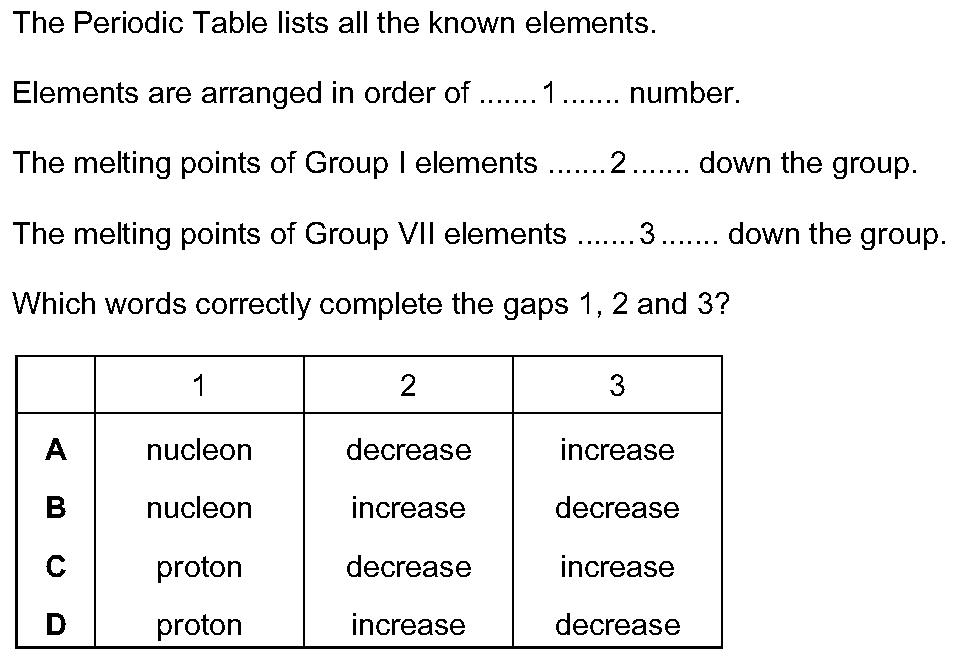 The Periodic Table lists all the known elements.
Elements are arranged in order of .......1....... number.
The melting points of Group I elements .......2....... down the group.
The melting points of Group VII elements .......3....... down the group.
Which words correctly complete the gaps 1, 2 and 3?
1 2 3
A nucleon decrease increase
B nucleon increase decrease
C proton decrease increase
D proton increase decrease